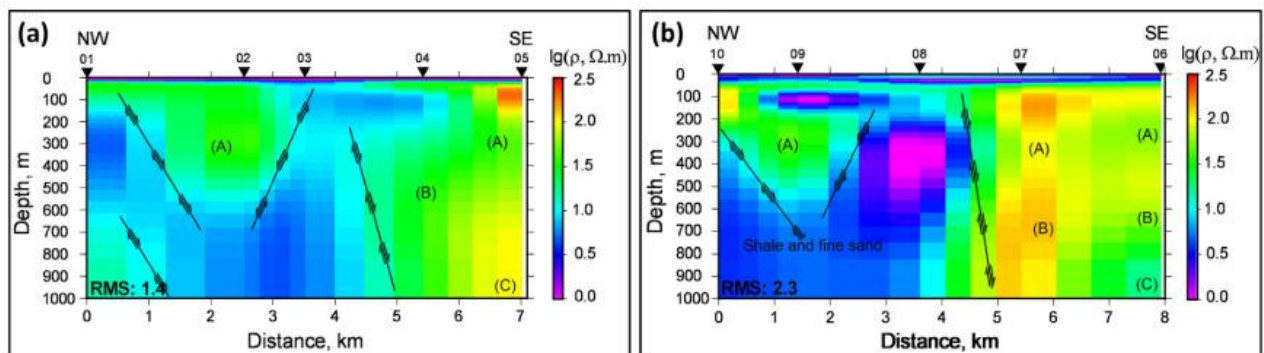 (a)
NW
SE
01 02 03 04 05
lg(ρ, Ω.m)
0
100
200
300
400
500
600
700
800
900
1000
Depth, m
(A)
(A)
(B)
(C)
RMS: 1.4
0 1 2 3 4 5 6 7
Distance, km
2.5
2.0
1.5
1.0
0.5
0.0
(b)
NW
SE
10 09 08 07 06
lg(ρ, Ω.m)
0
100
200
300
400
500
600
700
800
900
1000
Depth, m
(A)
(A)
(A)
(B)
(B)
(C)
Shale and fine sand
RMS: 2.3
0 1 2 3 4 5 6 7 8
Distance, km
2.5
2.0
1.5
1.0
0.5
0.0